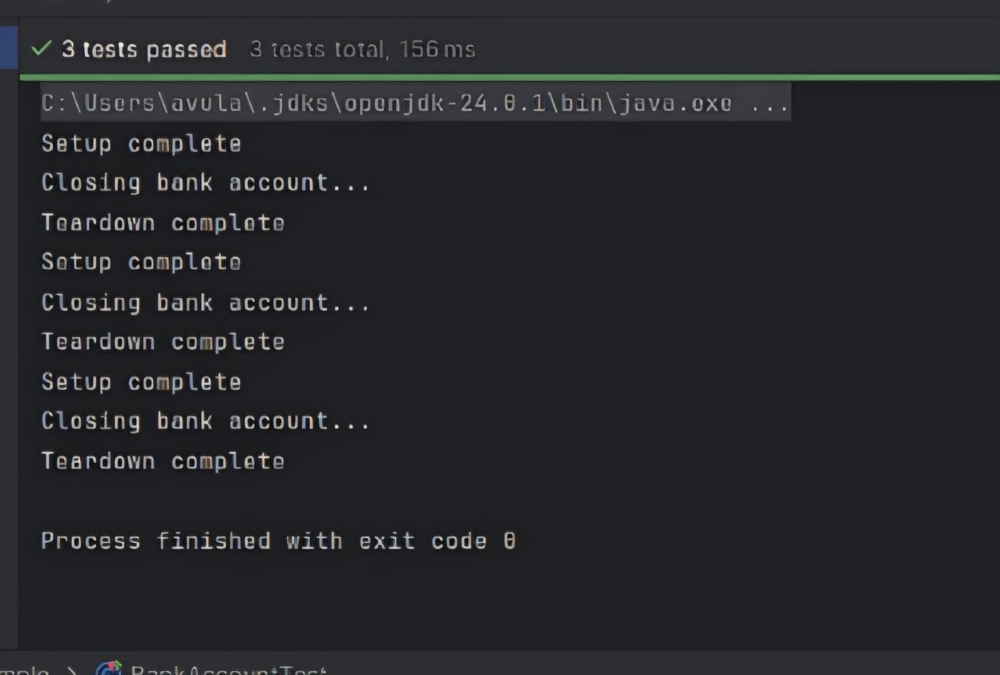 3 tests passed 3 tests total, 156 ms
C:\Users\avula\.jdks\openjdk-24.0.1\bin\java.exe ...
Setup complete
Closing bank account...
Teardown complete
Setup complete
Closing bank account...
Teardown complete
Setup complete
Closing bank account...
Teardown complete
Process finished with exit code 0
BankAccountTest